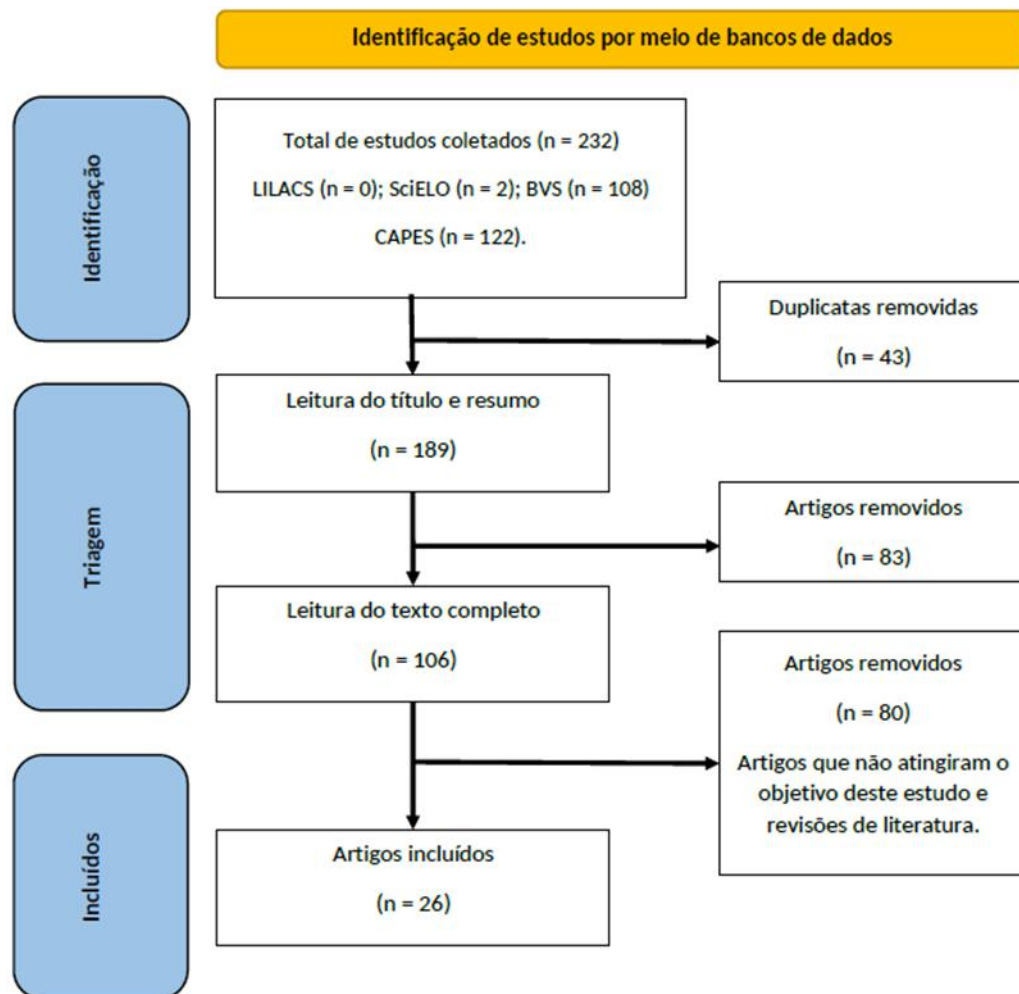 Identificação de estudos por meio de bancos de dados
Identificação
Total de estudos coletados (n = 232)
LILACS (n = 0); SciELO (n = 2); BVS (n = 108)
CAPES (n = 122).
Duplicatas removidas
(n = 43)
Triagem
Leitura do título e resumo
(n = 189)
Artigos removidos
(n = 83)
Leitura do texto completo
(n = 106)
Artigos removidos
(n = 80)
Artigos que não atingiram o
objetivo deste estudo e
revisões de literatura.
Incluídos
Artigos incluídos
(n = 26)